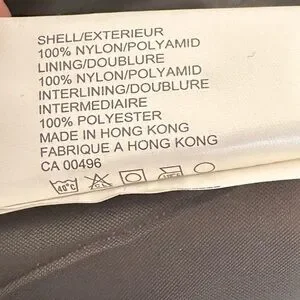 SHELL/EXTERIEUR
100% NYLON/POLYAMID
LINING/DOUBLURE
100% NYLON/POLYAMID
INTERLINING/DOUBLURE
INTERMEDIAIRE
100% POLYESTER
MADE IN HONG KONG
FABRIQUE A HONG KONG
CA 00496
40°C